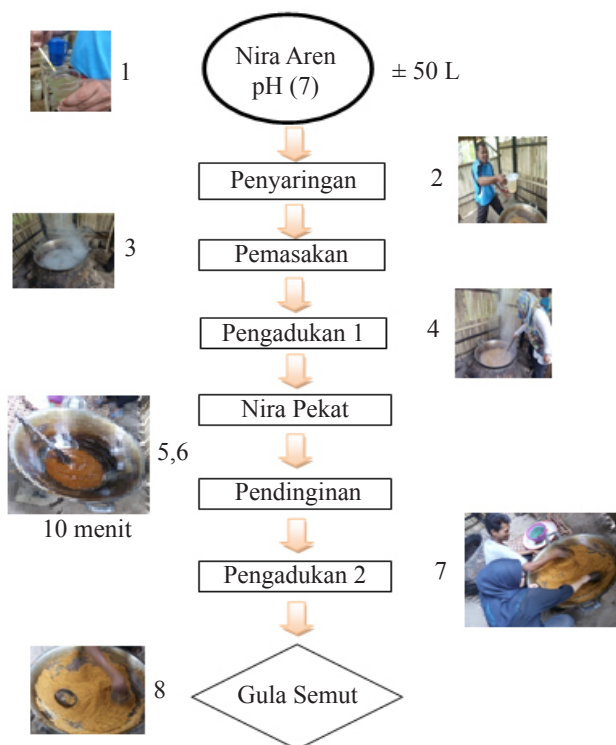 1
Nira Aren
pH (7)
± 50 L
Penyaringan
2
3
Pemasakan
Pengadukan 1
4
Nira Pekat
5,6
10 menit
Pendinginan
Pengadukan 2
7
8
Gula Semut